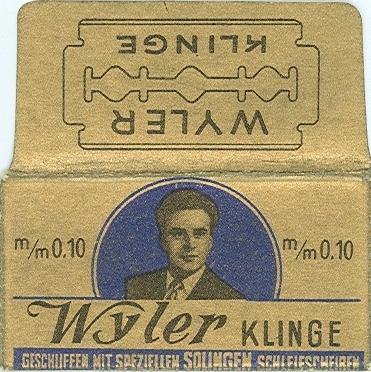 KLINGE
WYLER
m/m 0.10
m/m 0.10
Wyler KLINGE
GESCHLIFFEN MIT SPEZIELLEN SOLINGEN SCHLEIFSCHEIBEN